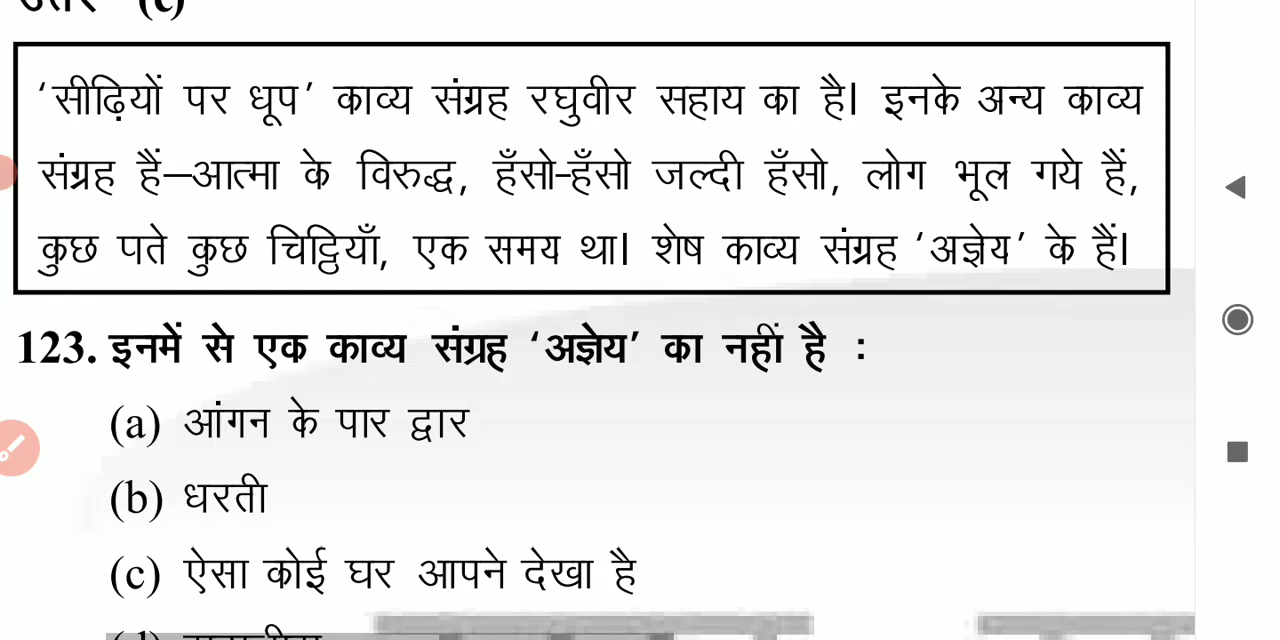 (c)
‘सीढ़ियों पर धूप’ काव्य संग्रह रघुवीर सहाय का है। इनके अन्य काव्य
संग्रह हैं—आत्मा के विरुद्ध, हँसो-हँसो जल्दी हँसो, लोग भूल गये हैं,
कुछ पते कुछ चिट्ठियाँ, एक समय था। शेष काव्य संग्रह ‘अज्ञेय’ के हैं।
123. इनमें से एक काव्य संग्रह ‘अज्ञेय’ का नहीं है :
(a) आंगन के पार द्वार
(b) धरती
(c) ऐसा कोई घर आपने देखा है